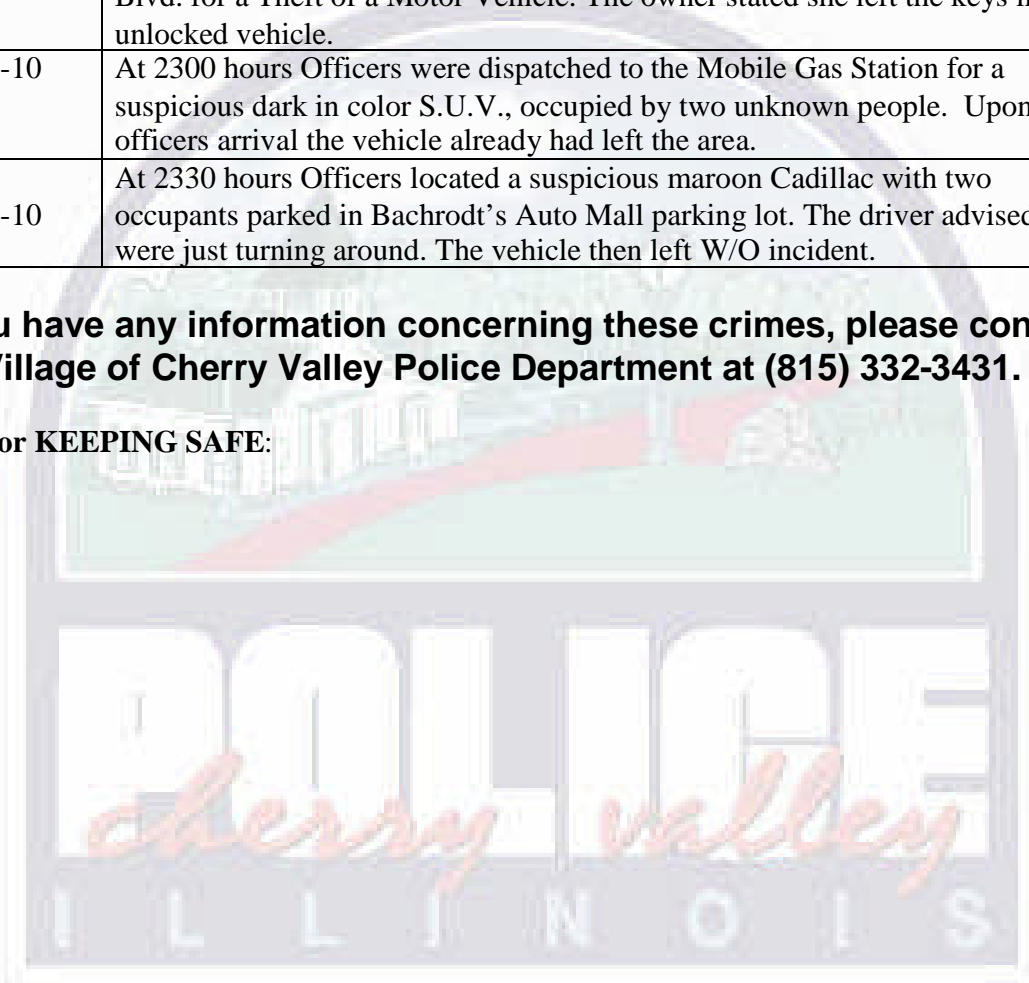 Blvd. for a Theft of a Motor Vehicle. The owner stated she left the keys
unlocked vehicle.
-10
At 2300 hours Officers were dispatched to the Mobile Gas Station for a
suspicious dark in color S.U.V., occupied by two unknown people. Upon
officers arrival the vehicle already had left the area.
-10
At 2330 hours Officers located a suspicious maroon Cadillac with two
occupants parked in Bachrodt's Auto Mall parking lot. The driver advised
were just turning around. The vehicle then left W/O incident.
u have any information concerning these crimes, please con
Village of Cherry Valley Police Department at (815) 332-3431.
or KEEPING SAFE:
POLICE
cherry valley
ILLINOIS